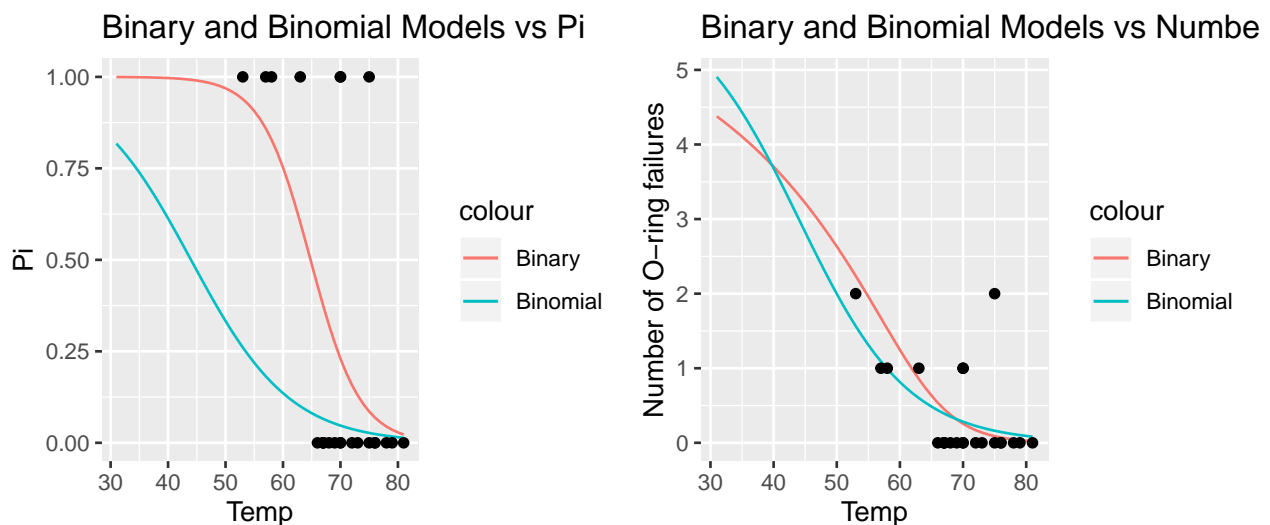 Binary and Binomial Models vs Pi
1.00
0.75
0.50
0.25
0.00
Pi
30 40 50 60 70 80
Temp
colour
Binary
Binomial
Binary and Binomial Models vs Numbe
5
4
3
2
1
0
Number of O−ring failures
30 40 50 60 70 80
Temp
colour
Binary
Binomial